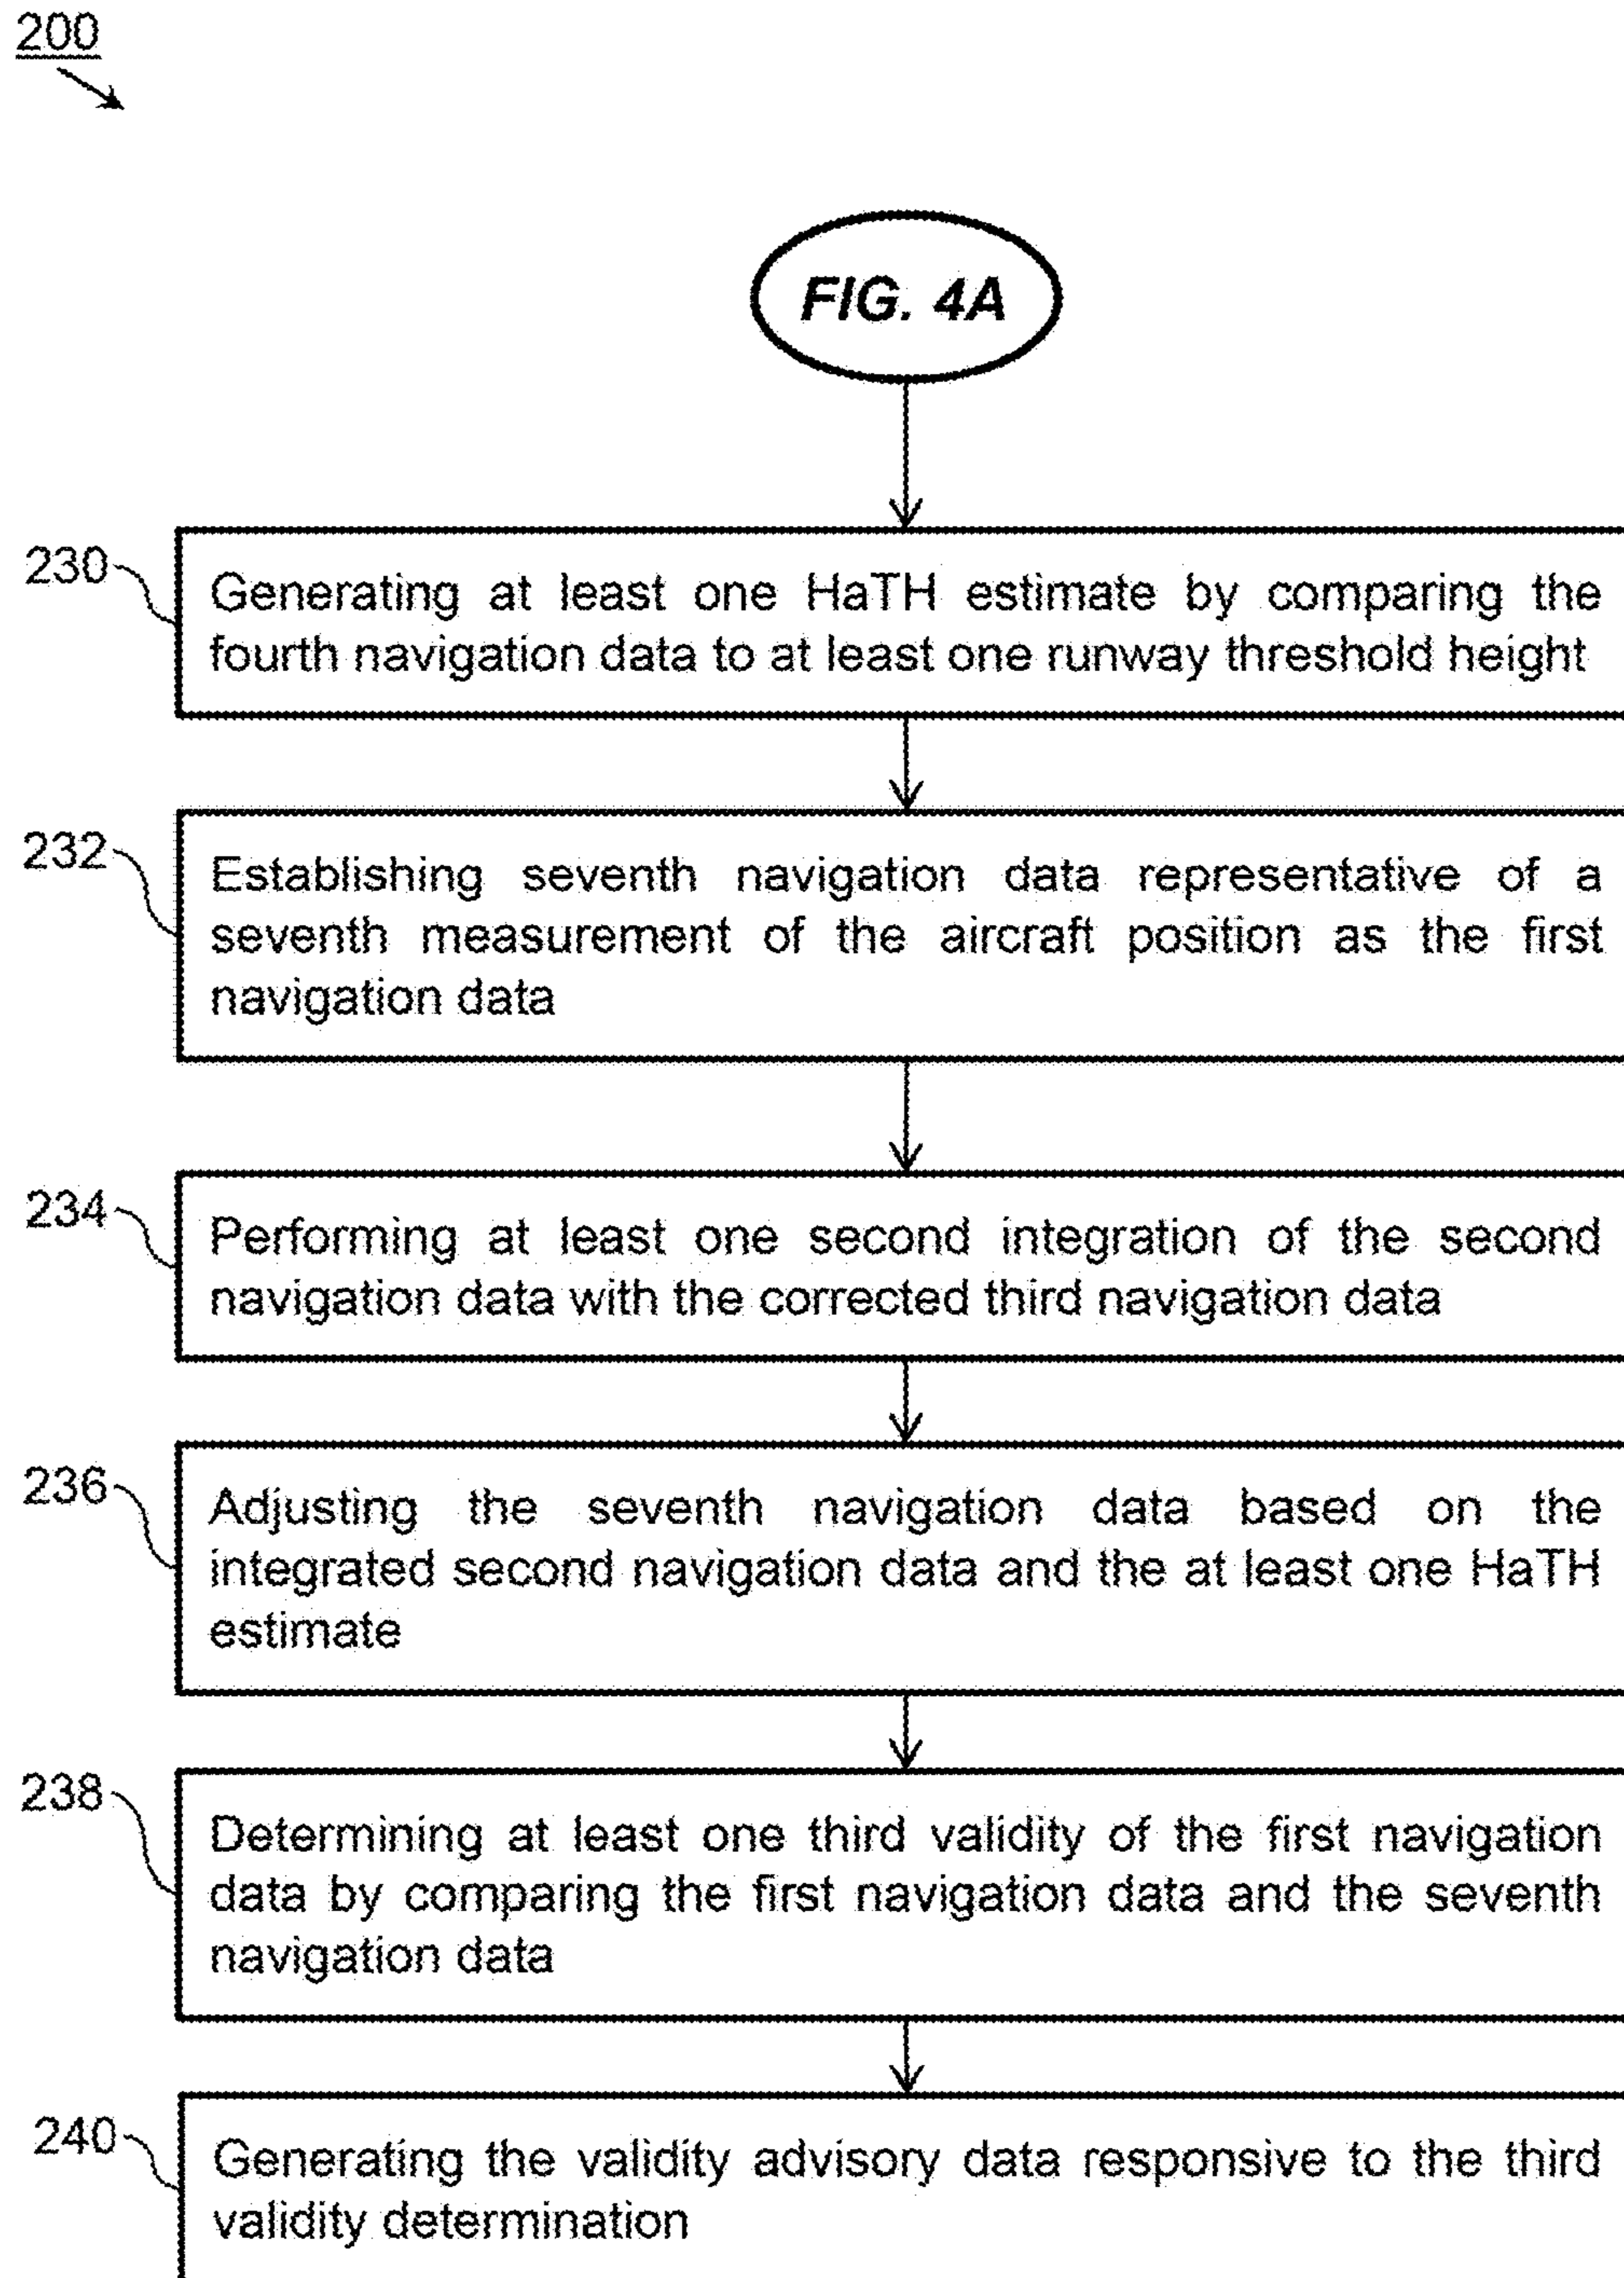 200
FIG. 4A
230
Generating at least one HaTH estimate by comparing the
fourth navigation data to at least one runway threshold height
232
Establishing seventh navigation data representative of a
seventh measurement of the aircraft position as the first
navigation data
234
Performing at least one second integration of the second
navigation data with the corrected third navigation data
236
Adjusting the seventh navigation data based on the
integrated second navigation data and the at least one HaTH
estimate
238
Determining at least one third validity of the first navigation
data by comparing the first navigation data and the seventh
navigation data
240
Generating the validity advisory data responsive to the third
validity determination